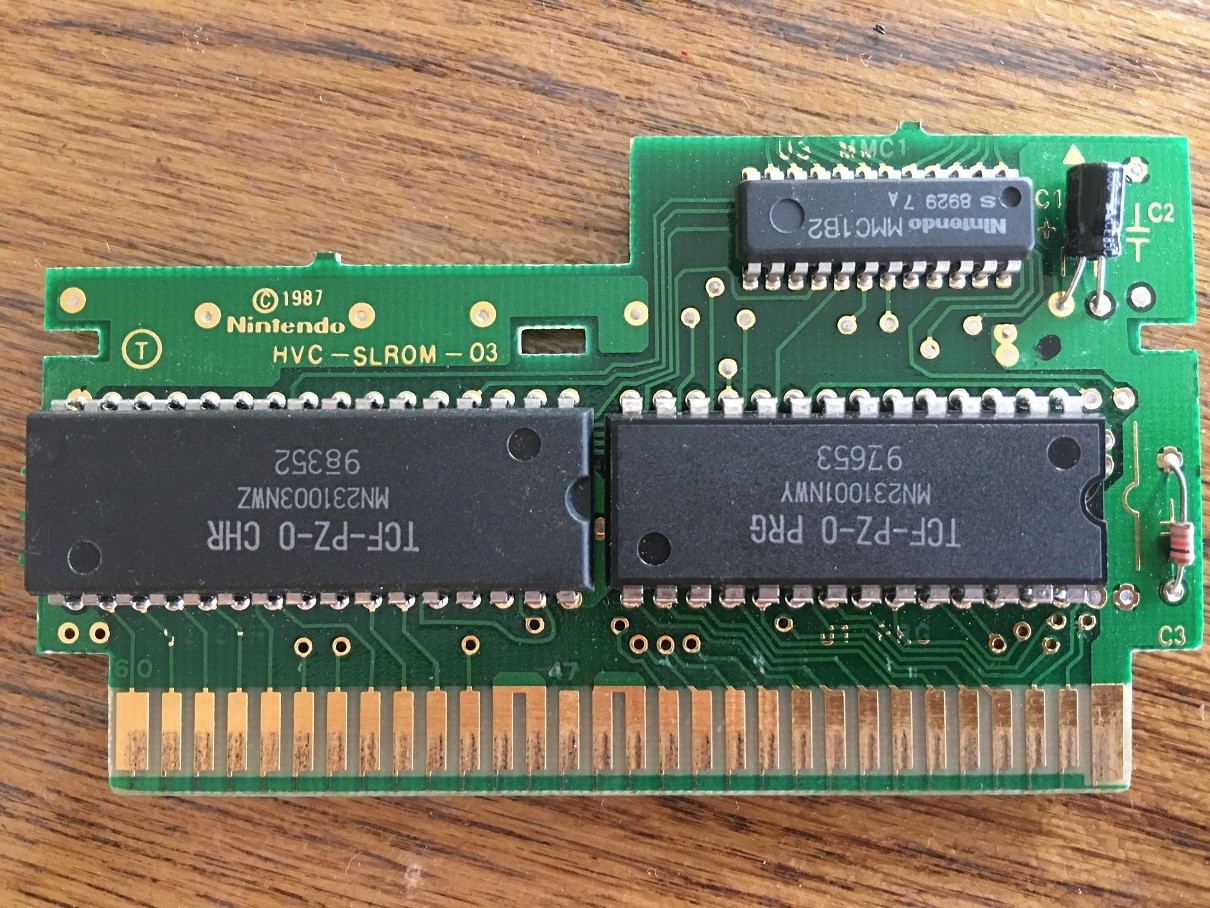 U3 MMC1
Nintendo MMC1B2
S 8929 7A
C1
+
C2
© 1987
Nintendo
T
HVC-SLROM-03
TCF-PZ-0 CHR
MN231003NWZ
98352
TCF-PZ-0 PRG
MN231001NWY
97653
C3
60
47